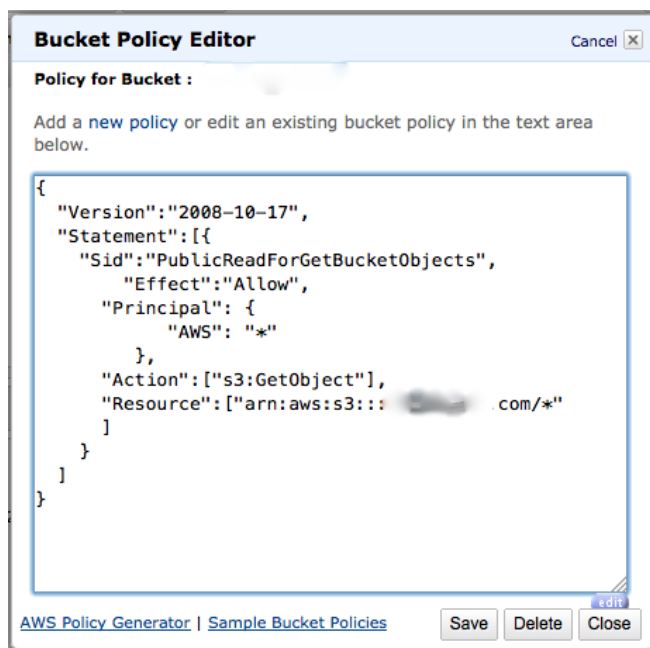 Bucket Policy Editor
Cancel
Policy for Bucket :
Add a new policy or edit an existing bucket policy in the text area
below.
{
"Version":"2008-10-17",
"Statement":[{
"Sid":"PublicReadForGetBucketObjects",
"Effect":"Allow",
"Principal": {
"AWS": "*"
},
"Action":["s3:GetObject"],
"Resource":["arn:aws:s3::: .com/*"
]
}
]
}
edit
AWS Policy Generator | Sample Bucket Policies
Save Delete Close